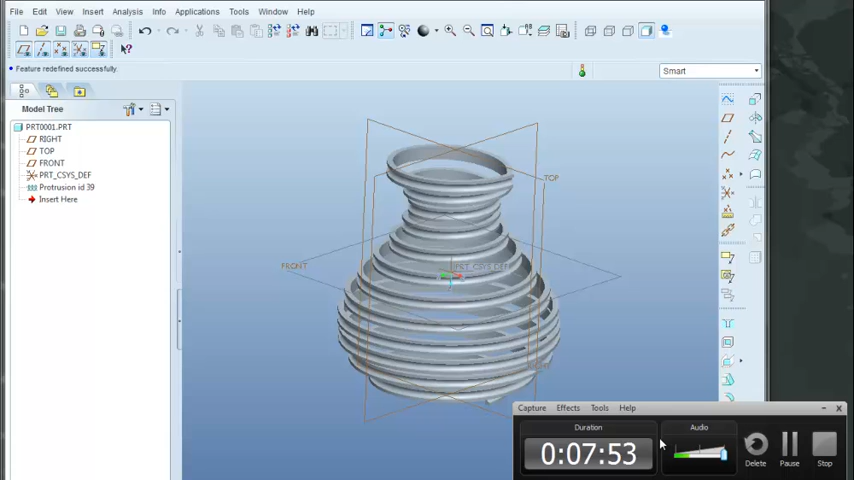 File Edit View Insert Analysis Info Applications Tools Window Help
Feature redefined successfully.
Smart
Model Tree
PRT0001.PRT
RIGHT
TOP
FRONT
PRT_CSYS_DEF
Protrusion id 39
Insert Here
TOP
FRONT
PRT_CSYS_DEF
RIGHT
Capture Effects Tools Help
Duration
Audio
0:07:53
Delete Pause Stop